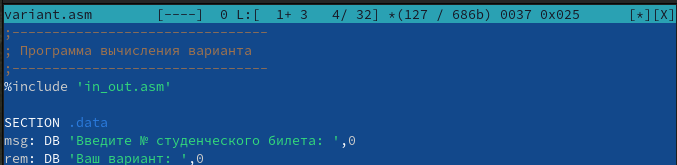 variant.asm [----] 0 L:[ 1+ 3 4/ 32] *(127 / 686b) 0037 0x025 [*][X]
;--------------------------------
; Программа вычисления варианта
;--------------------------------
%include 'in_out.asm'
SECTION .data
msg: DB 'Введите № студенческого билета: ',0
rem: DB 'Ваш вариант: ',0